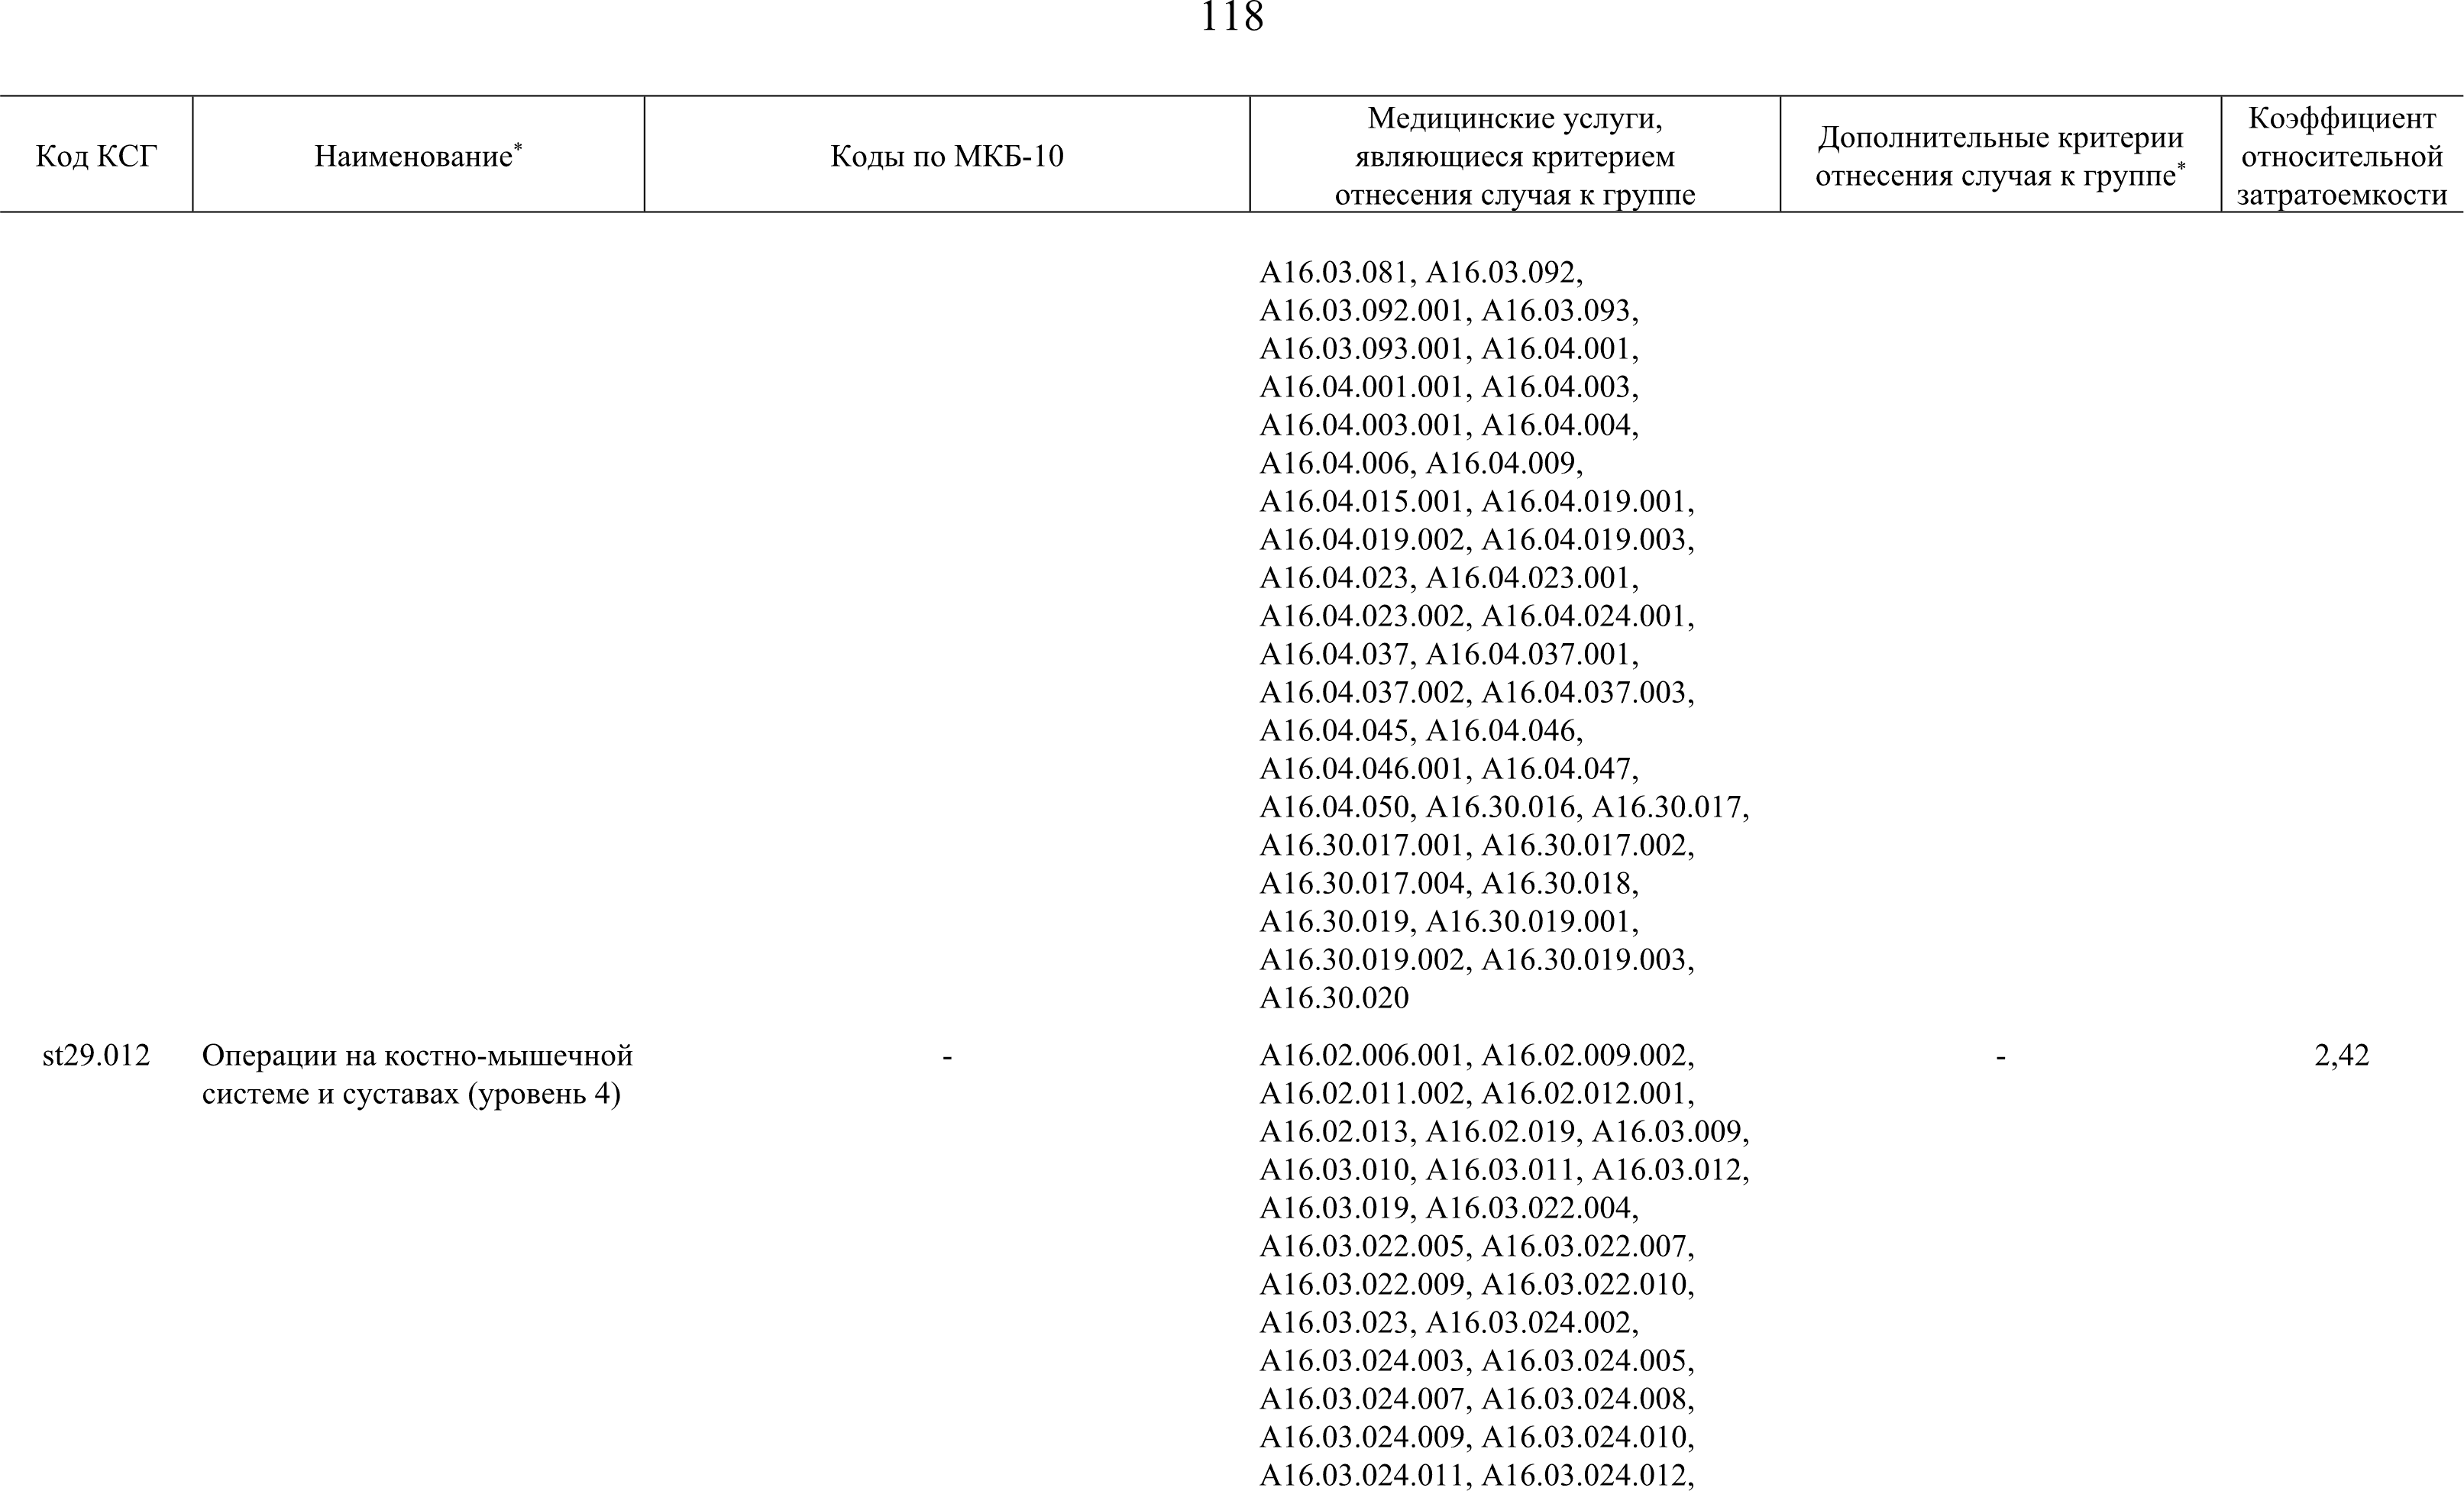 118
Код КСГ
Наименование*
Коды по МКБ-10
Медицинские услуги,
являющиеся критерием
отнесения случая к группе
Дополнительные критерии
отнесения случая к группе*
Коэффициент
относительной
затратоемкости
A16.03.081, A16.03.092,
A16.03.092.001, A16.03.093,
A16.03.093.001, A16.04.001,
A16.04.001.001, A16.04.003,
A16.04.003.001, A16.04.004,
A16.04.006, A16.04.009,
A16.04.015.001, A16.04.019.001,
A16.04.019.002, A16.04.019.003,
A16.04.023, A16.04.023.001,
A16.04.023.002, A16.04.024.001,
A16.04.037, A16.04.037.001,
A16.04.037.002, A16.04.037.003,
A16.04.045, A16.04.046,
A16.04.046.001, A16.04.047,
A16.04.050, A16.30.016, A16.30.017,
A16.30.017.001, A16.30.017.002,
A16.30.017.004, A16.30.018,
A16.30.019, A16.30.019.001,
A16.30.019.002, A16.30.019.003,
A16.30.020
st29.012
Операции на костно-мышечной
системе и суставах (уровень 4)
-
A16.02.006.001, A16.02.009.002,
A16.02.011.002, A16.02.012.001,
A16.02.013, A16.02.019, A16.03.009,
A16.03.010, A16.03.011, A16.03.012,
A16.03.019, A16.03.022.004,
A16.03.022.005, A16.03.022.007,
A16.03.022.009, A16.03.022.010,
A16.03.023, A16.03.024.002,
A16.03.024.003, A16.03.024.005,
A16.03.024.007, A16.03.024.008,
A16.03.024.009, A16.03.024.010,
A16.03.024.011, A16.03.024.012,
-
2,42